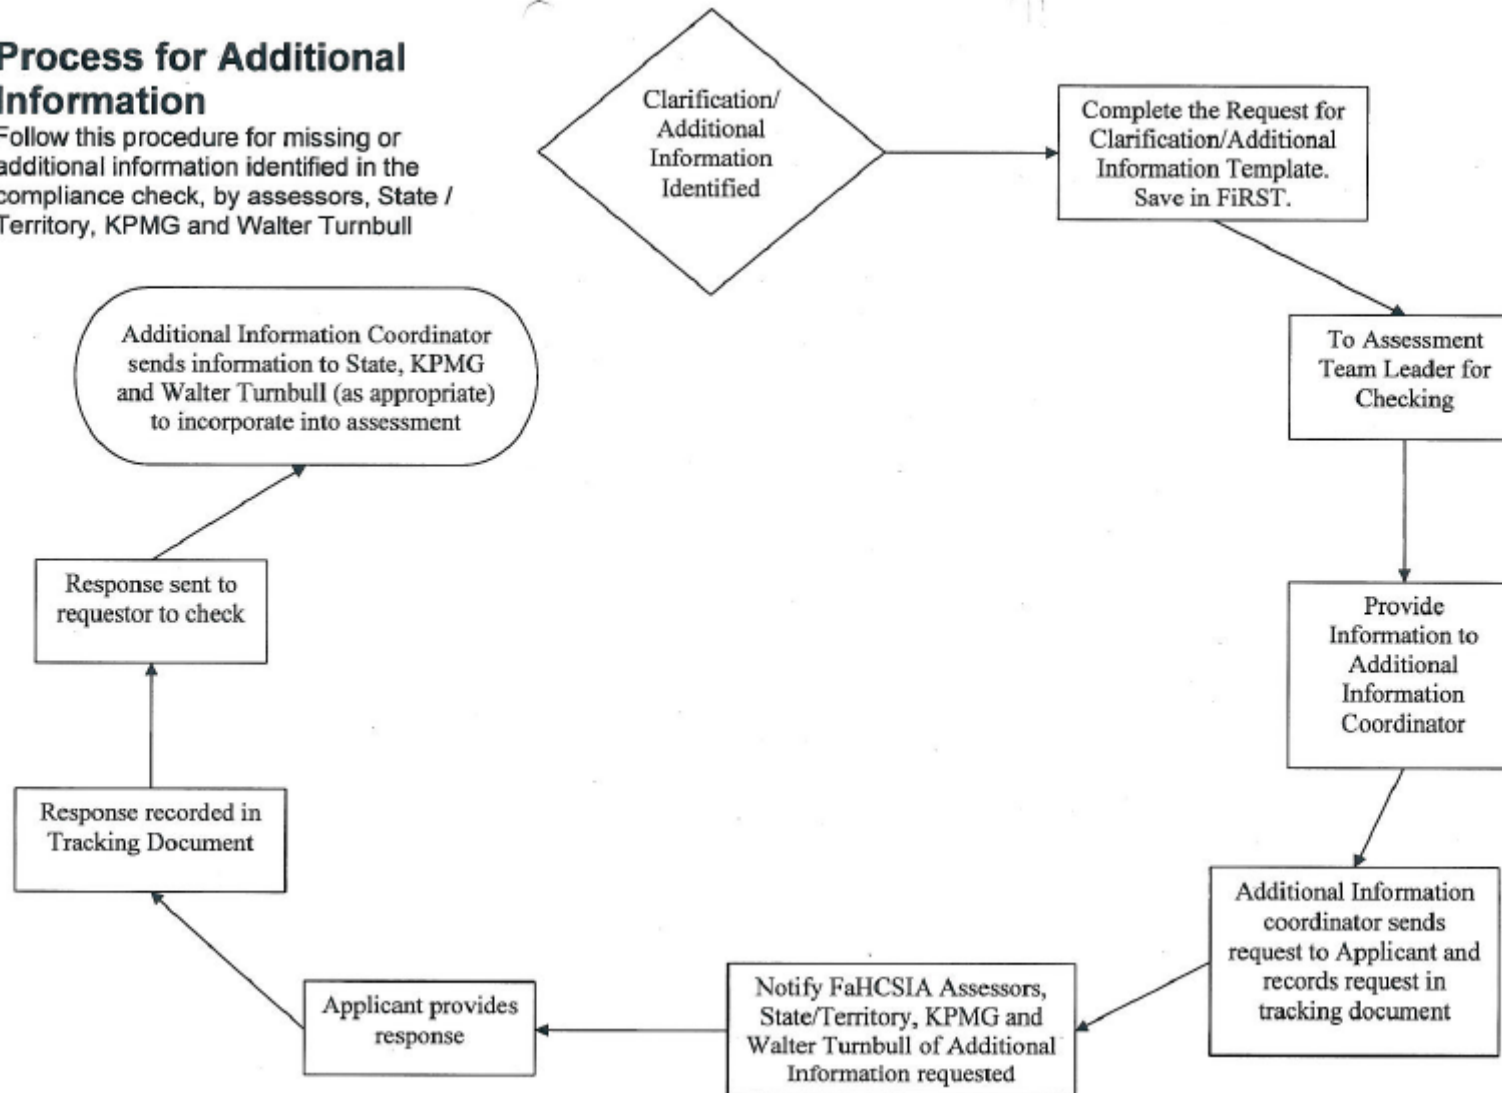 Process for Additional
Information
Follow this procedure for missing or
additional information identified in the
compliance check, by assessors, State /
Territory, KPMG and Walter Turnbull
Clarification/
Additional
Information
Identified
Complete the Request for
Clarification/Additional
Information Template.
Save in FiRST.
To Assessment
Team Leader for
Checking
Provide
Information to
Additional
Information
Coordinator
Additional Information
coordinator sends
request to Applicant and
records request in
tracking document
Notify FaHCSIA Assessors,
State/Territory, KPMG and
Walter Turnbull of Additional
Information requested
Applicant provides
response
Response recorded in
Tracking Document
Response sent to
requestor to check
Additional Information Coordinator
sends information to State, KPMG
and Walter Turnbull (as appropriate)
to incorporate into assessment